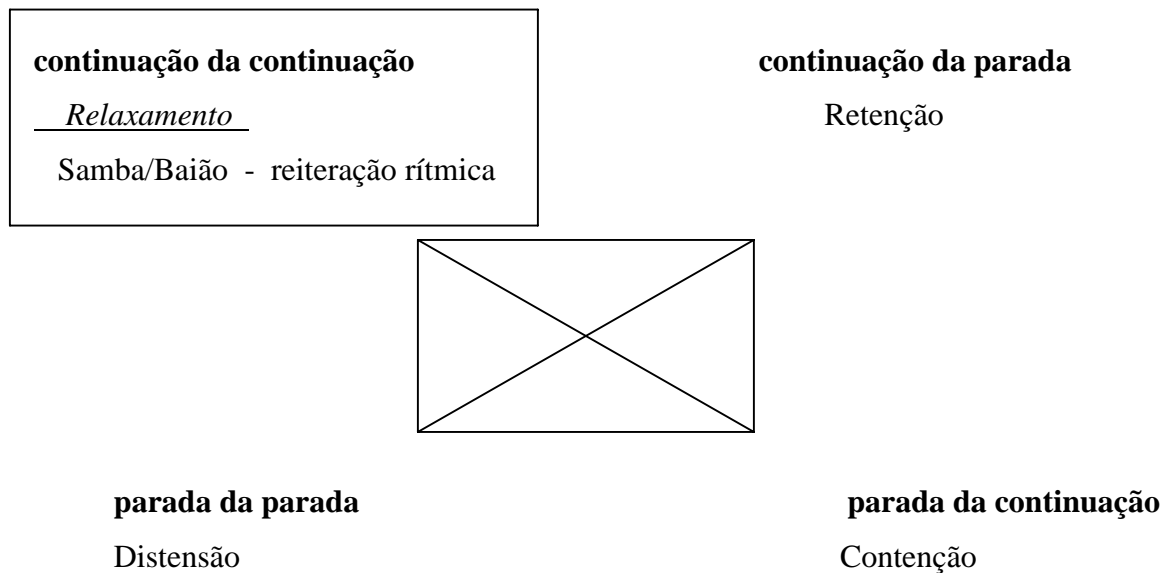 continuação da continuação
Relaxamento
Samba/Baião - reiteração rítmica
continuação da parada
Retenção
parada da parada
Distensão
parada da continuação
Contenção